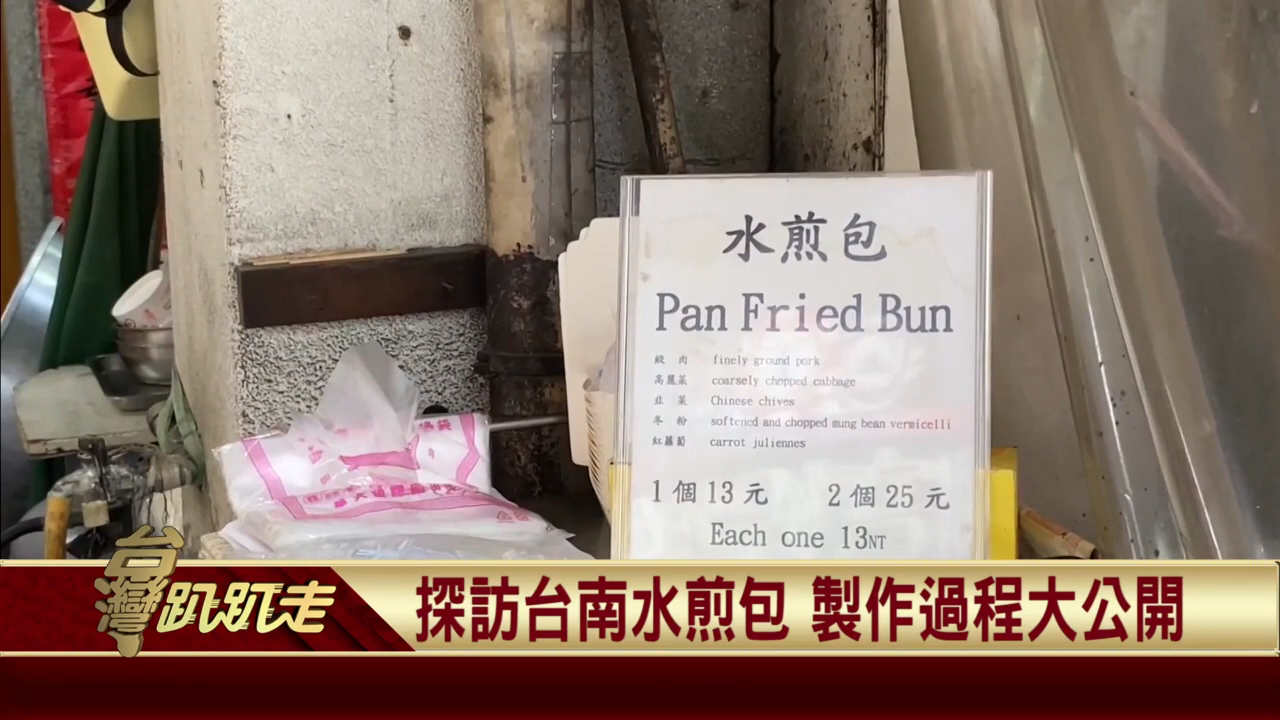 水煎包
Pan Fried Bun
絞 肉 finely ground pork
高麗菜 coarsely chopped cabbage
韭 菜 Chinese chives
冬 粉 softened and chopped mung bean vermicelli
紅蘿蔔 carrot juliennes
1個13元 2個25元
Each one 13NT
台灣趴趴走
探訪台南水煎包 製作過程大公開